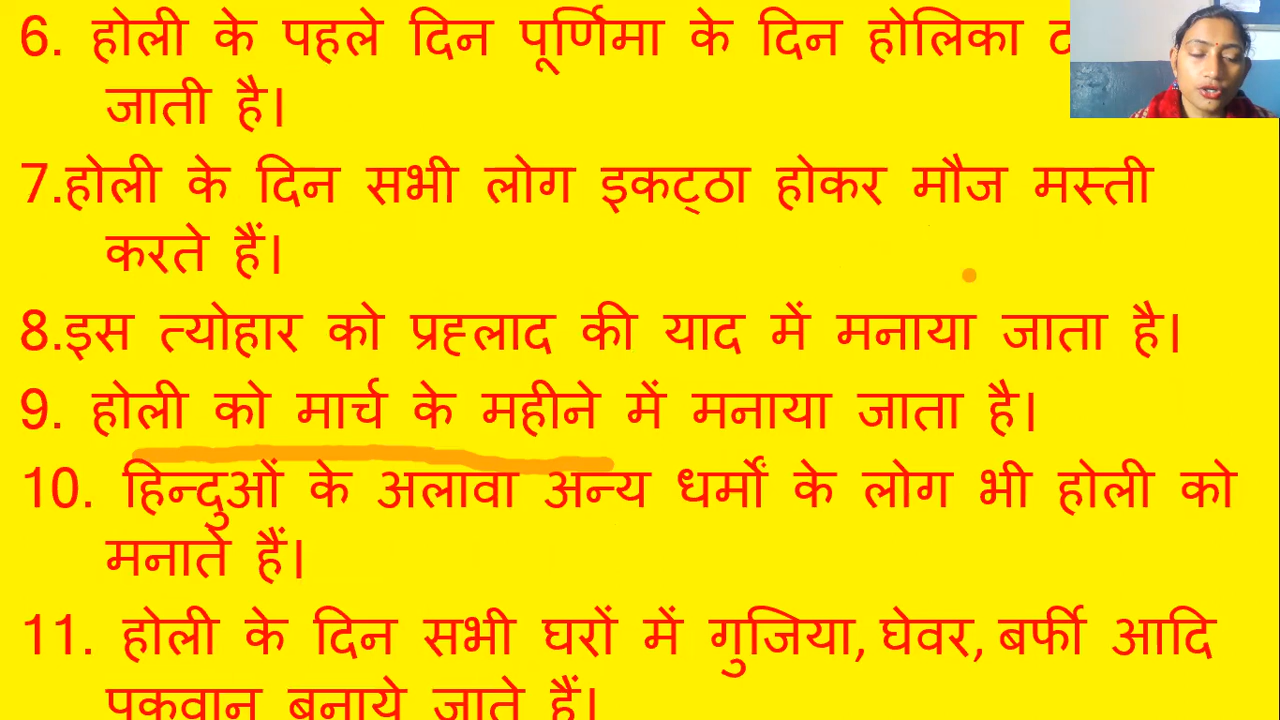 6. होली के पहले दिन पूर्णिमा के दिन होलिका
जाती है।
7.होली के दिन सभी लोग इकट्ठा होकर मौज मस्ती
करते हैं।
8.इस त्योहार को प्रह्लाद की याद में मनाया जाता है।
9. होली को मार्च के महीने में मनाया जाता है।
10. हिन्दुओं के अलावा अन्य धर्मों के लोग भी होली को
मनाते हैं।
11. होली के दिन सभी घरों में गुजिया, घेवर, बर्फी आदि
पकवान बनाये जाते हैं।